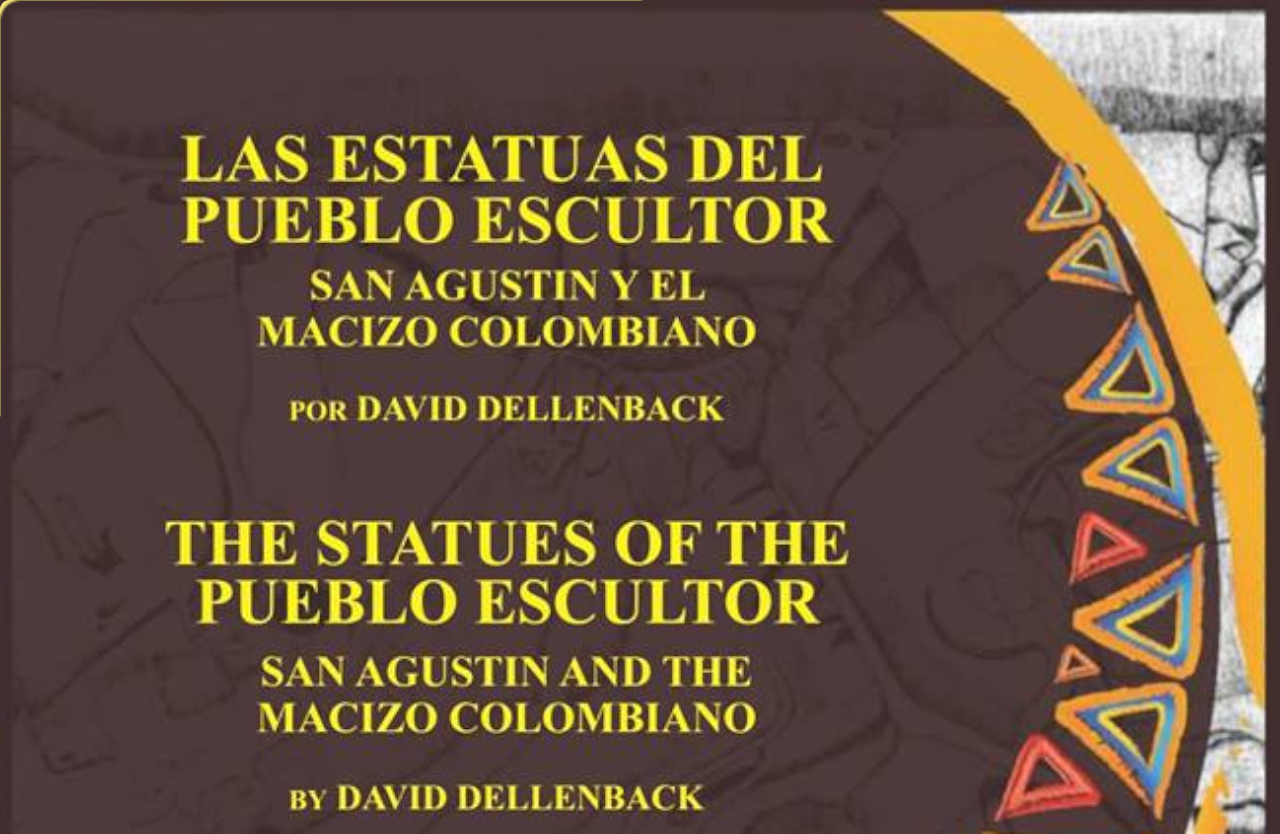 LAS ESTATUAS DEL
PUEBLO ESCULTOR
SAN AGUSTIN Y EL
MACIZO COLOMBIANO
POR DAVID DELLENBACK
THE STATUES OF THE
PUEBLO ESCULTOR
SAN AGUSTIN AND THE
MACIZO COLOMBIANO
BY DAVID DELLENBACK